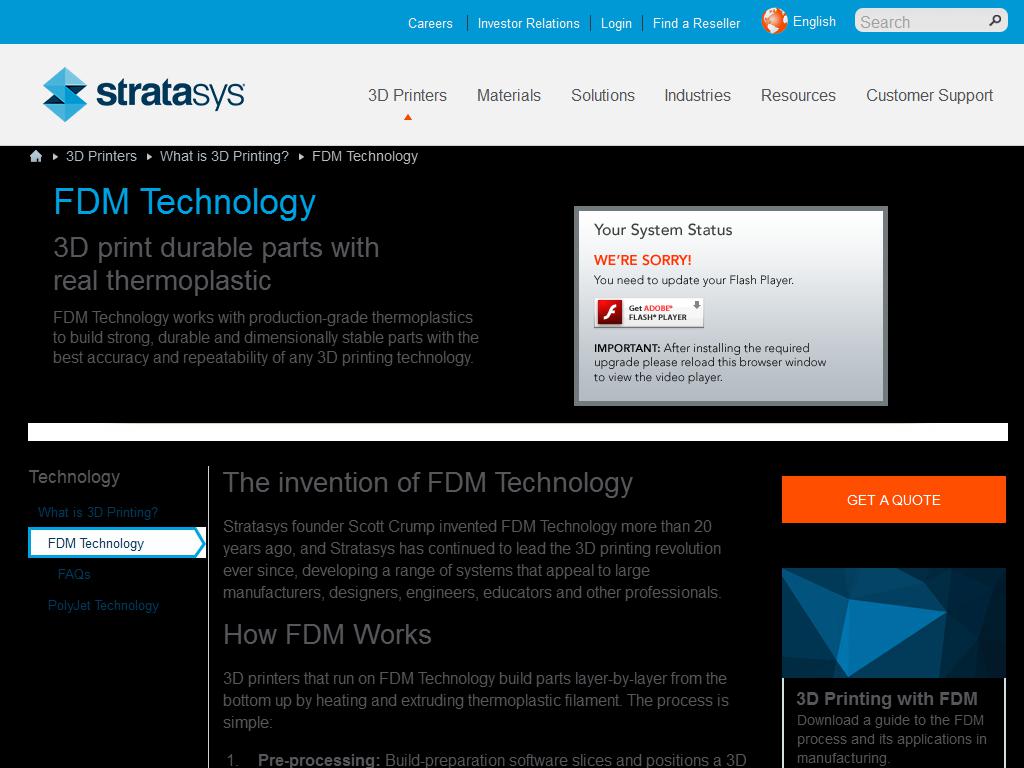 Careers
Investor Relations
Login
Find a Reseller
English
Search
stratasys
3D Printers
Materials
Solutions
Industries
Resources
Customer Support
3D Printers
What is 3D Printing?
FDM Technology
FDM Technology
3D print durable parts with
real thermoplastic
FDM Technology works with production-grade thermoplastics
to build strong, durable and dimensionally stable parts with the
best accuracy and repeatability of any 3D printing technology.
Your System Status
WE'RE SORRY!
You need to update your Flash Player.
Get ADOBE®
FLASH® PLAYER
IMPORTANT: After installing the required
upgrade please reload this browser window
to view the video player.
Technology
What is 3D Printing?
FDM Technology
FAQs
PolyJet Technology
The invention of FDM Technology
Stratasys founder Scott Crump invented FDM Technology more than 20
years ago, and Stratasys has continued to lead the 3D printing revolution
ever since, developing a range of systems that appeal to large
manufacturers, designers, engineers, educators and other professionals.
How FDM Works
3D printers that run on FDM Technology build parts layer-by-layer from the
bottom up by heating and extruding thermoplastic filament. The process is
simple:
1. Pre-processing: Build-preparation software slices and positions a 3D
GET A QUOTE
3D Printing with FDM
Download a guide to the FDM
process and its applications in
manufacturing.